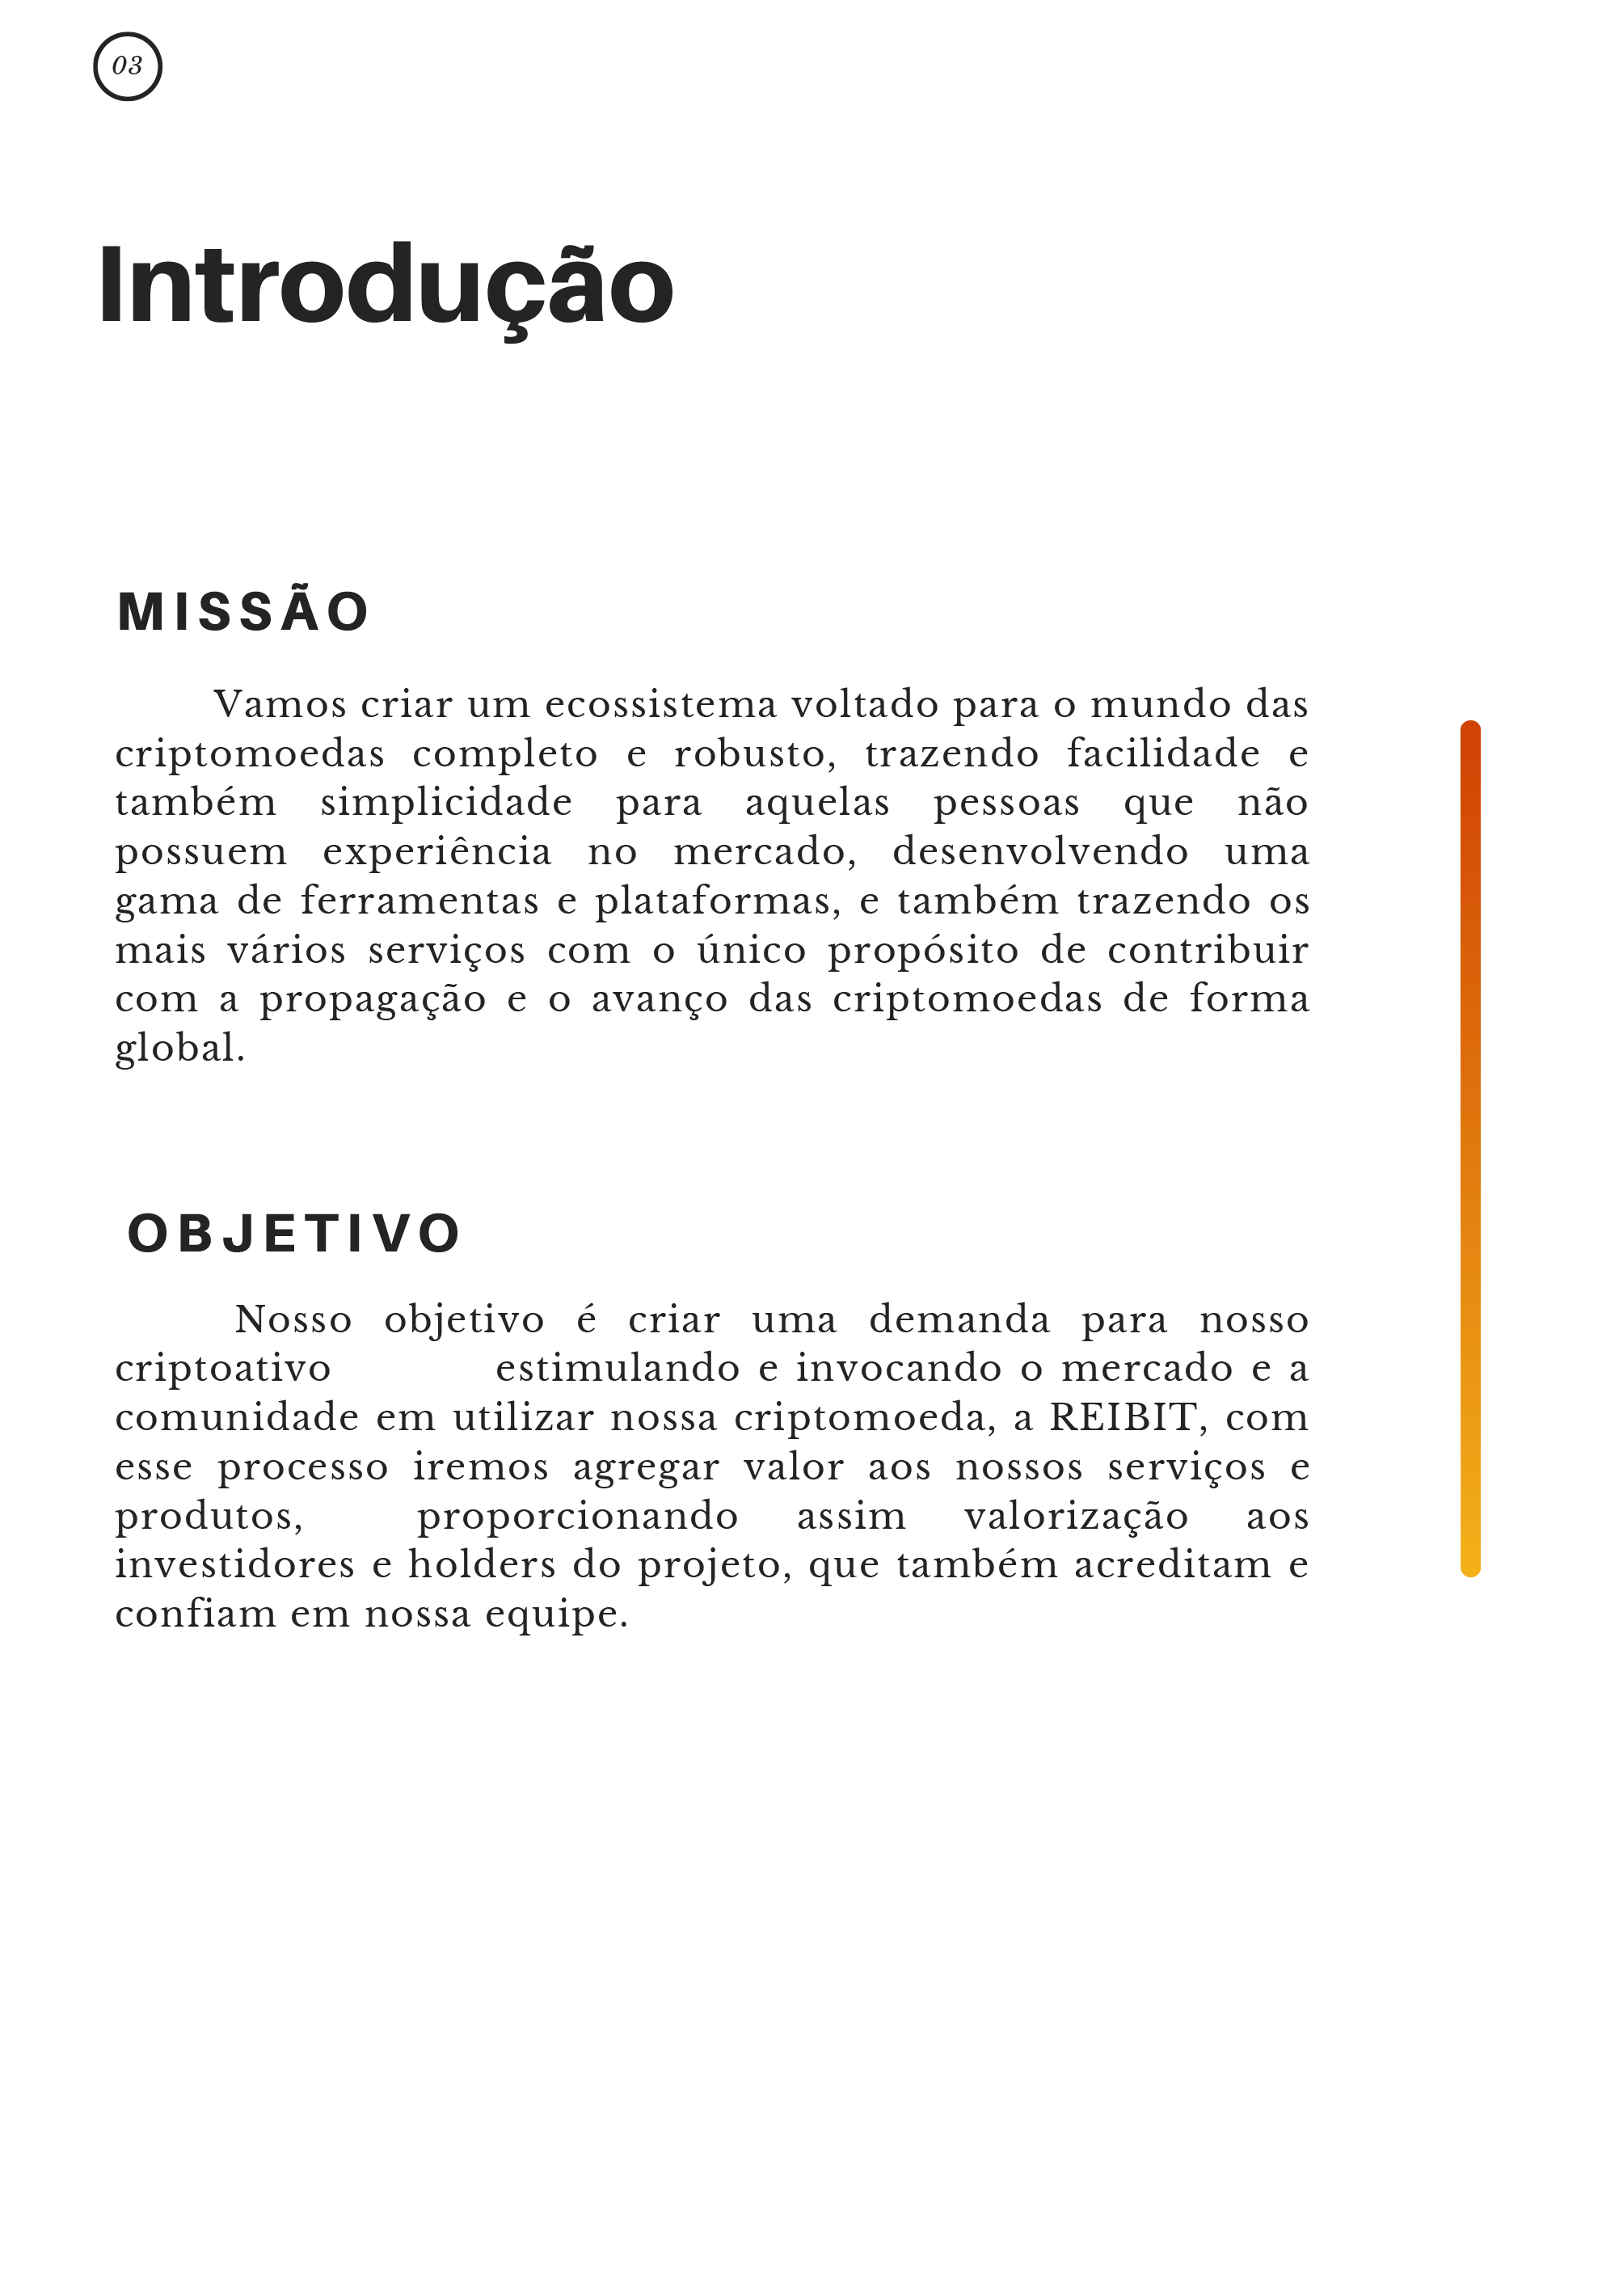 03
Introdução
MISSÃO
Vamos criar um ecossistema voltado para o mundo das
criptomoedas completo e robusto, trazendo facilidade e
também simplicidade para aquelas pessoas que não
possuem experiência no mercado, desenvolvendo uma
gama de ferramentas e plataformas, e também trazendo os
mais vários serviços com o único propósito de contribuir
com a propagação e o avanço das criptomoedas de forma
global.
OBJETIVO
Nosso objetivo é criar uma demanda para nosso
criptoativo estimulando e invocando o mercado e a
comunidade em utilizar nossa criptomoeda, a REIBIT, com
esse processo iremos agregar valor aos nossos serviços e
produtos, proporcionando assim valorização aos
investidores e holders do projeto, que também acreditam e
confiam em nossa equipe.